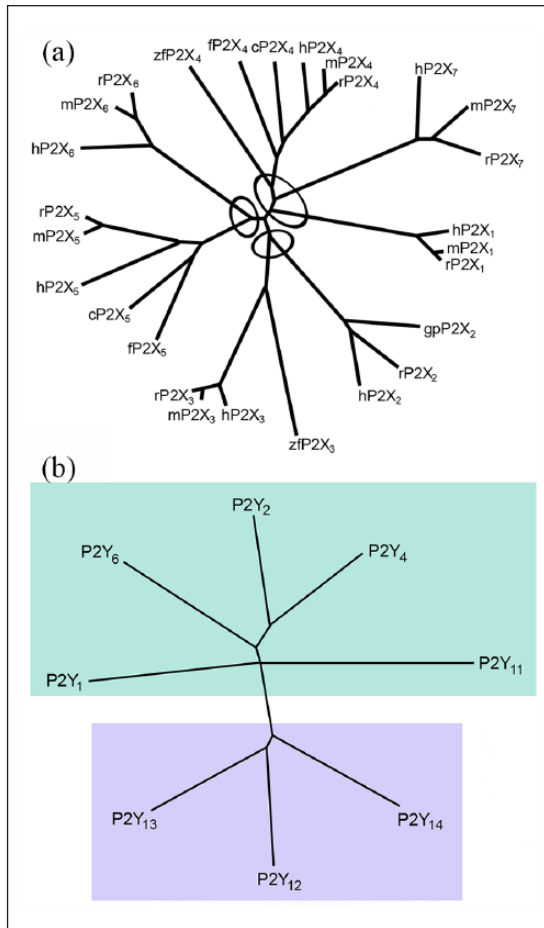 (a)
zfP2X₄
fP2X₄
cP2X₄
hP2X₄
mP2X₄
rP2X₄
hP2X₇
mP2X₇
rP2X₇
rP2X₆
mP2X₆
hP2X₆
rP2X₅
mP2X₅
hP2X₅
cP2X₅
fP2X₅
hP2X₁
mP2X₁
rP2X₁
gpP2X₂
rP2X₂
hP2X₂
rP2X₃
mP2X₃
hP2X₃
zfP2X₃
(b)
P2Y₂
P2Y₆
P2Y₄
P2Y₁
P2Y₁₁
P2Y₁₃
P2Y₁₄
P2Y₁₂